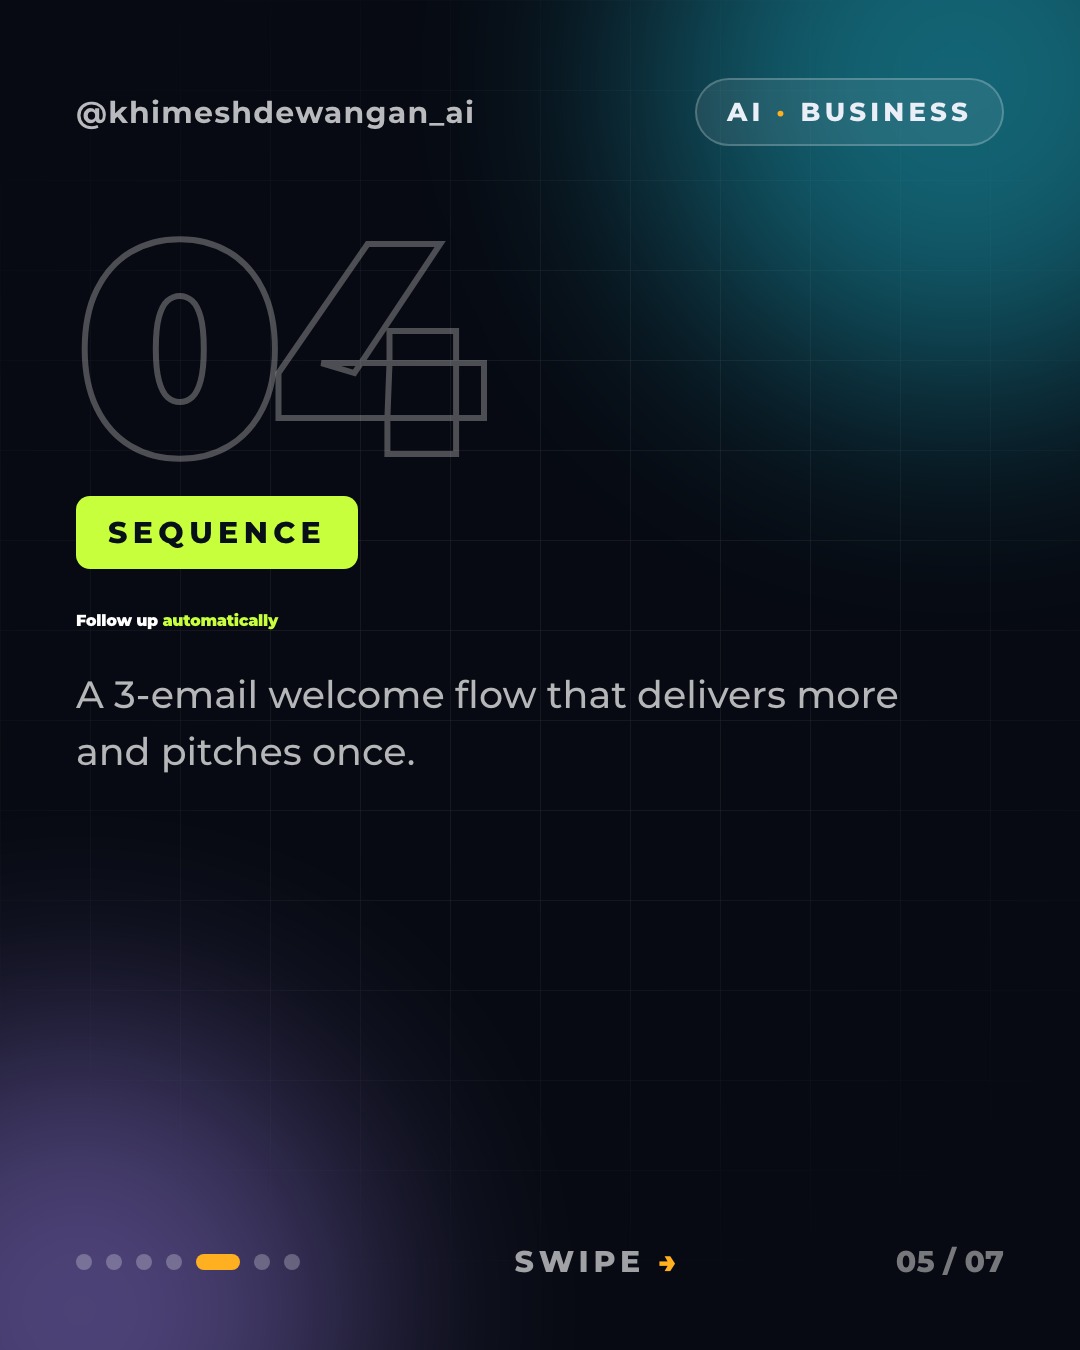 @khimeshdewangan_ai
AI • BUSINESS
04
SEQUENCE
Follow up automatically
A 3-email welcome flow that delivers more
and pitches once.
SWIPE ➔
05 / 07